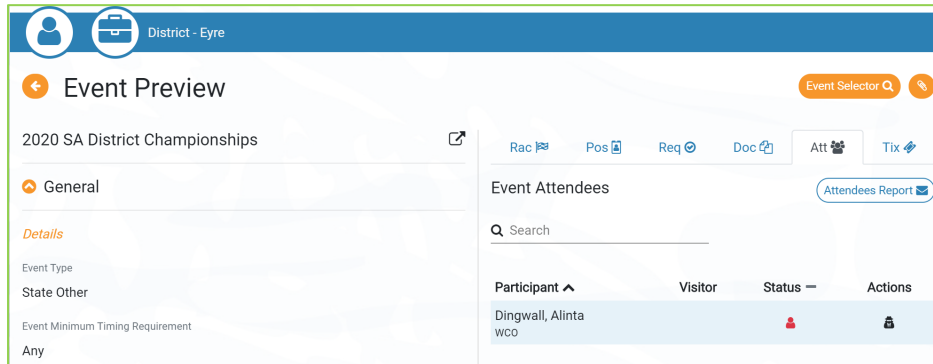 District - Eyre
Event Preview
Event Selector
2020 SA District Championships
General
Details
Event Type
State Other
Event Minimum Timing Requirement
Any
Rac Pos Req Doc Att Tix
Event Attendees
Attendees Report
Search
Participant Visitor Status Actions
Dingwall, Alinta
WCO